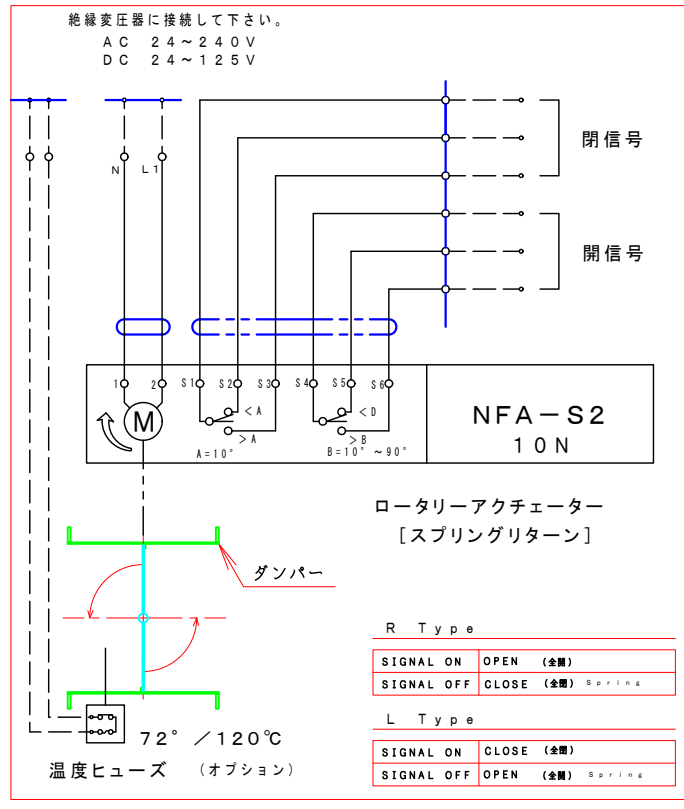 絶縁変圧器に接続して下さい。
AC 24~240V
DC 24~125V
閉信号
開信号
N L1
1 2 S1 S2 S3 S4 S5 S6
M
<A
>A
A=10°
<D
>B
B=10° ~90°
NFA-S2
10N
ロータリーアクチェーター
[スプリングリターン]
ダンパー
72° /120℃
温度ヒューズ (オプション)
R Type
SIGNAL ON OPEN (全開)
SIGNAL OFF CLOSE (全閉) Spring
L Type
SIGNAL ON CLOSE (全閉)
SIGNAL OFF OPEN (全開) Spring